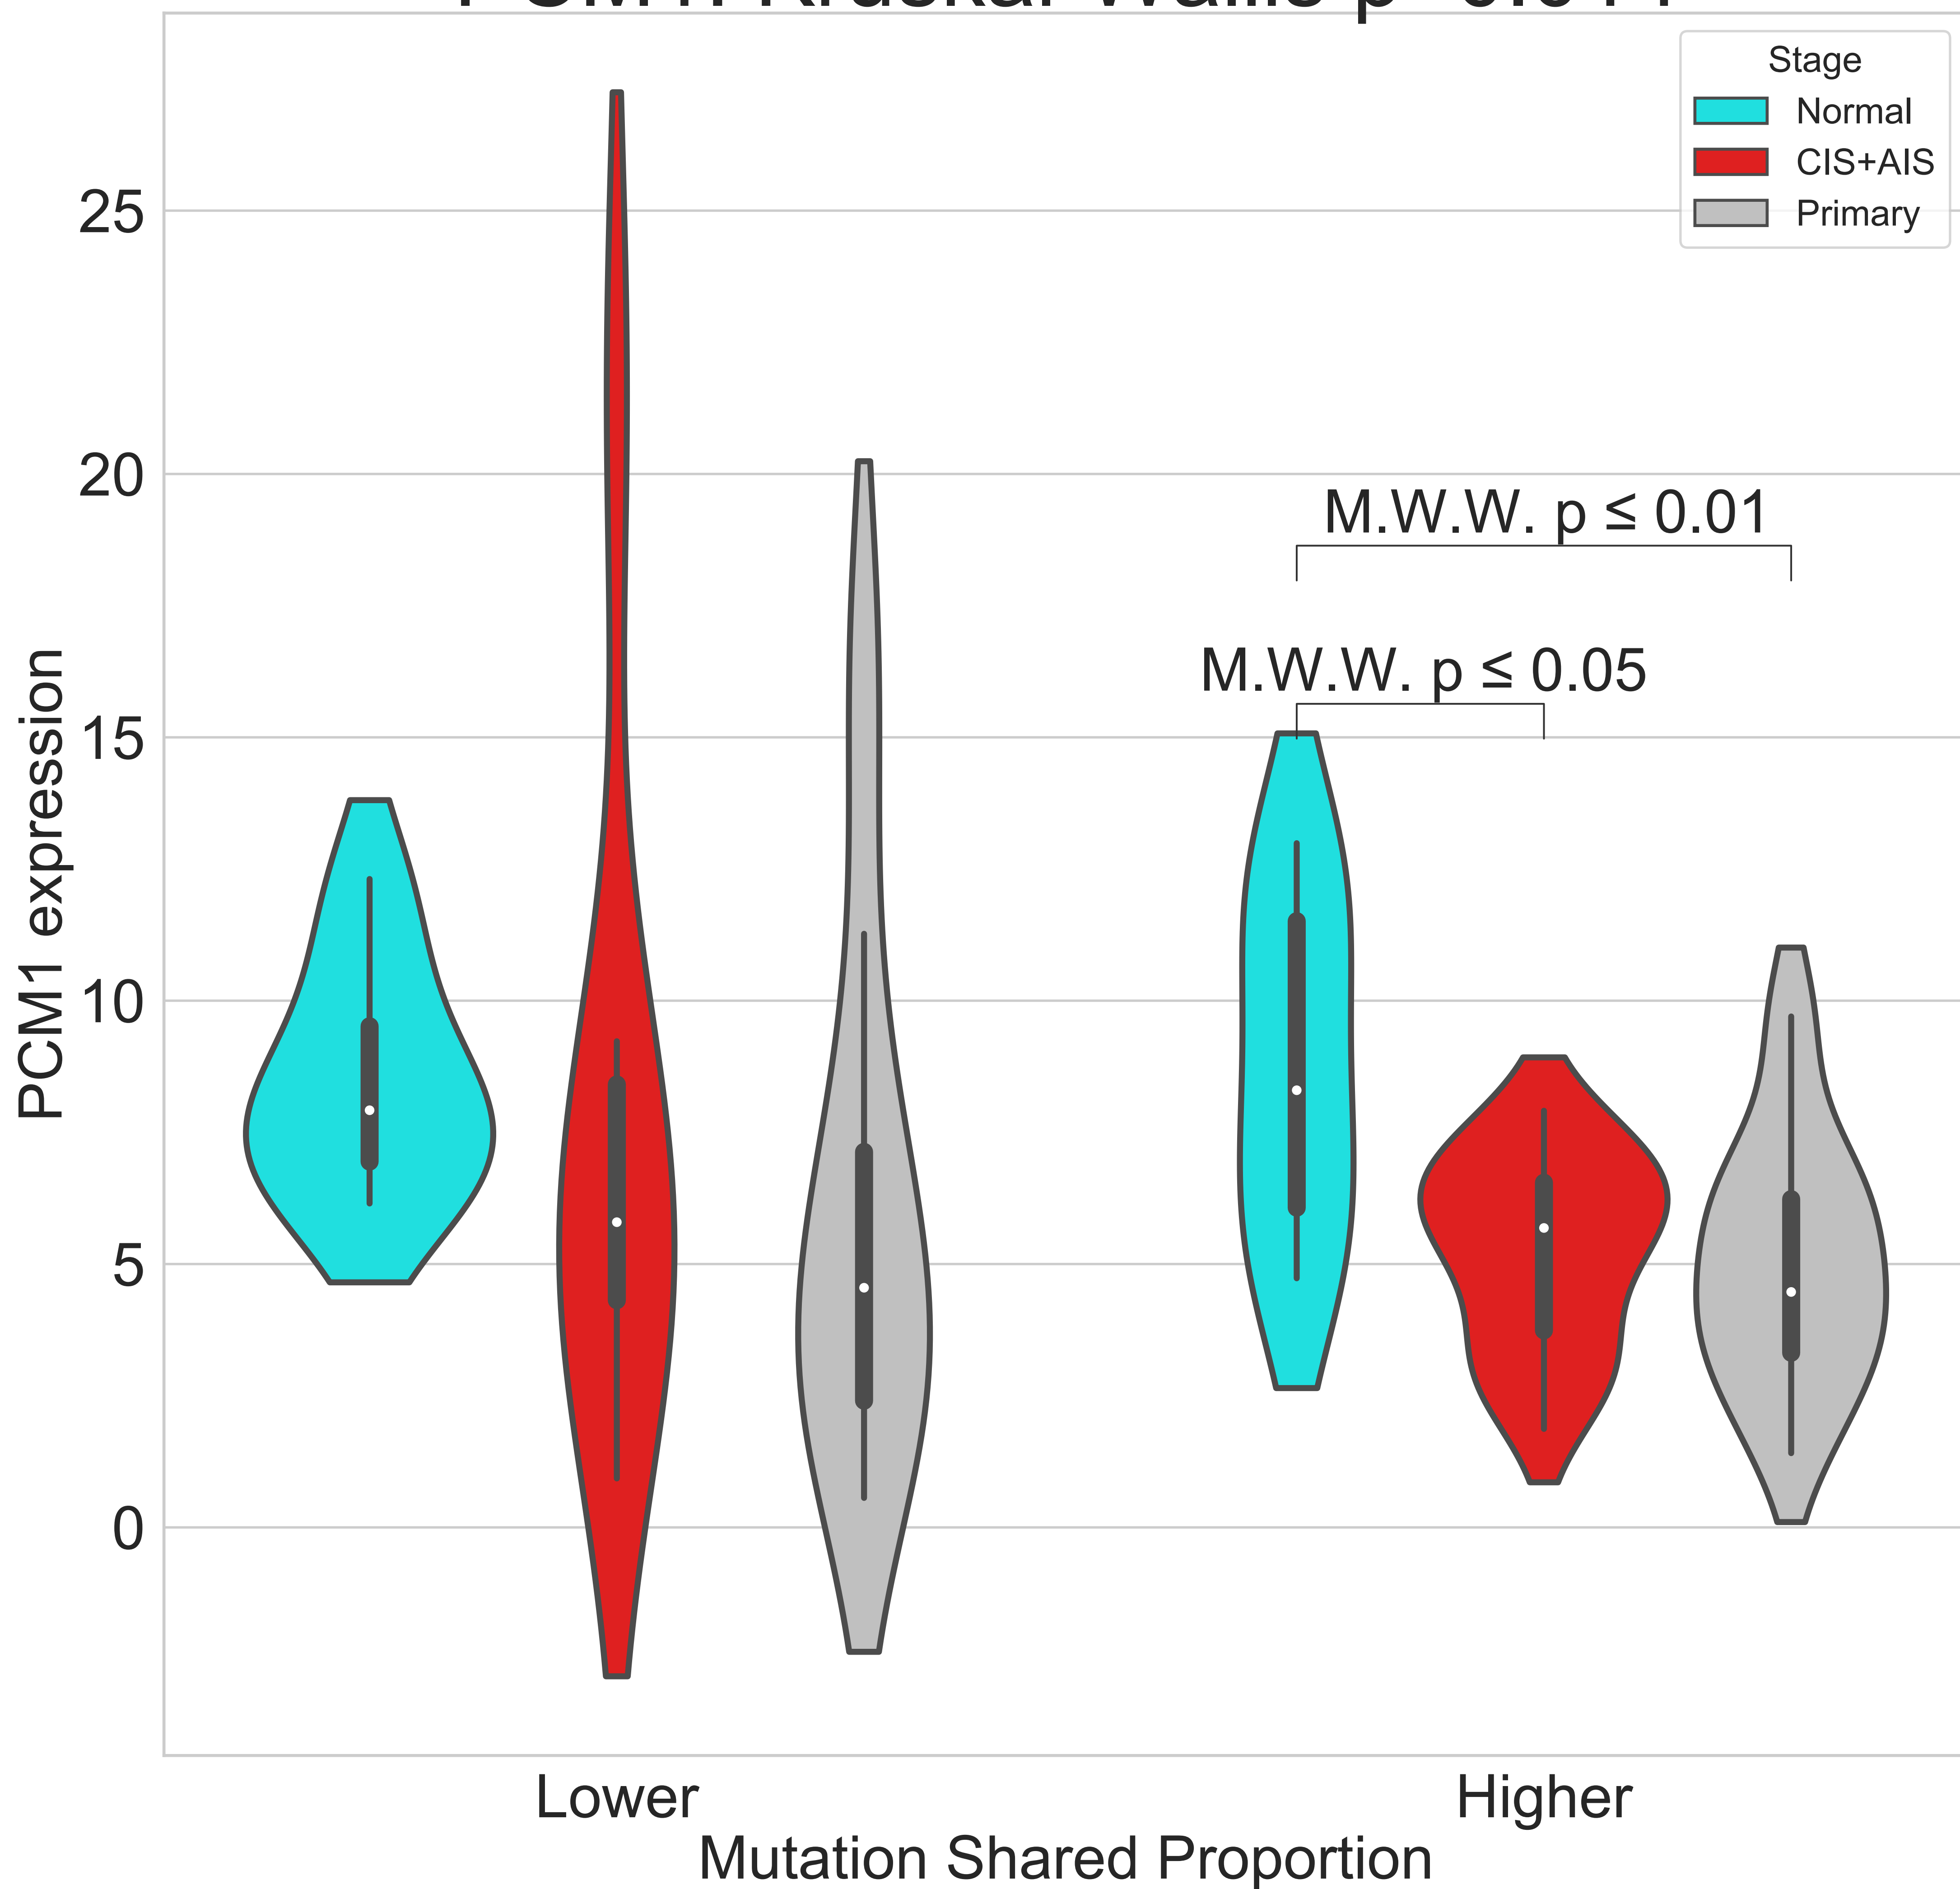 Stage
Normal
CIS+AIS
Primary
25
20
15
10
5
0
PCM1 expression
M.W.W. p ≤ 0.01
M.W.W. p ≤ 0.05
Lower
Higher
Mutation Shared Proportion